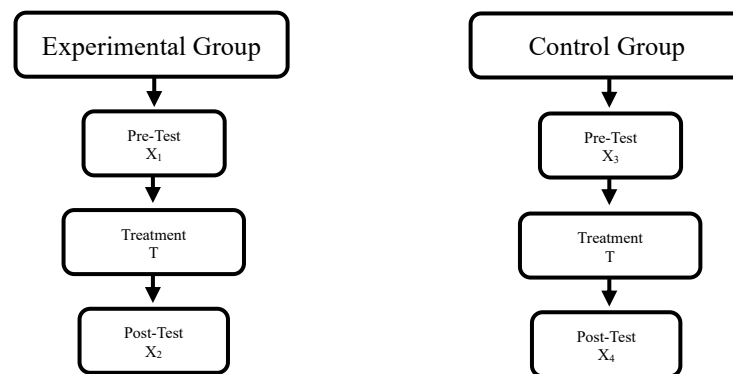 Experimental Group
Control Group
Pre-Test
X₁
Pre-Test
X₃
Treatment
T
Treatment
T
Post-Test
X₂
Post-Test
X₄